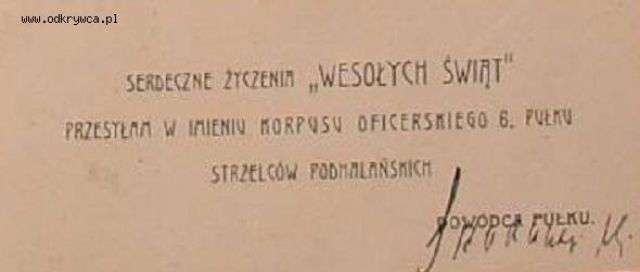 www.odkrywca.pl
SERDECZNE ŻYCZENIA „WESOŁYCH ŚWIĄT"
PRZESYŁAM W IMIENIU KORPUSU OFICERSKIEGO 6. PUŁKU
STRZELCÓW PODHALAŃSKICH
DOWÓDCA PUŁKU.